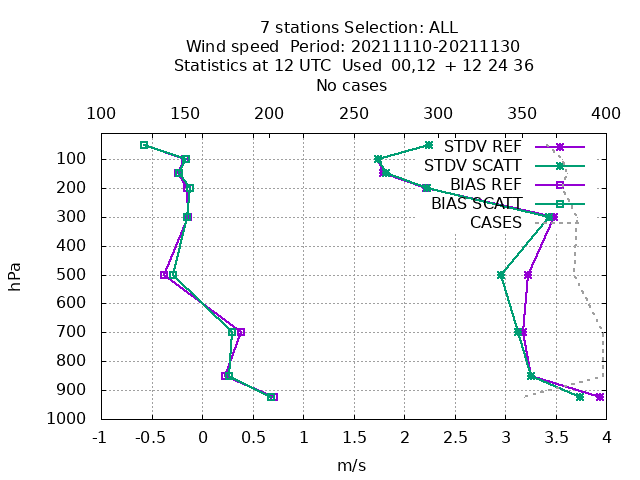 7 stations Selection: ALL
Wind speed  Period: 20211110-20211130
Statistics at 12 UTC  Used  00,12  + 12 24 36
No cases
100 150 200 250 300 350 400
STDV REF
STDV SCATT
BIAS REF
BIAS SCATT
CASES
hPa
100
200
300
400
500
600
700
800
900
1000
-1 -0.5 0 0.5 1 1.5 2 2.5 3 3.5 4
m/s